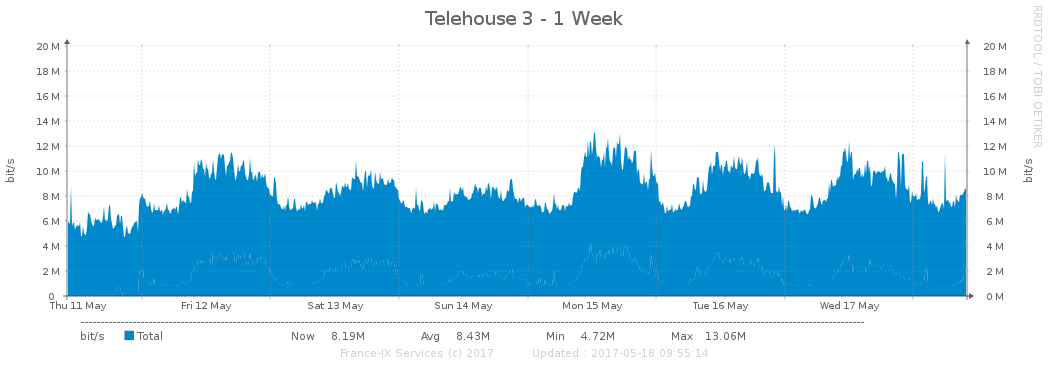 Telehouse 3 - 1 Week
RRDTOOL / TOBI OETIKER
20 M 20 M
18 M 18 M
16 M 16 M
14 M 14 M
12 M 12 M
10 M 10 M
8 M 8 M
6 M 6 M
4 M 4 M
2 M 2 M
0 0 M
bit/s bit/s
Thu 11 May Fri 12 May Sat 13 May Sun 14 May Mon 15 May Tue 16 May Wed 17 May
bit/s Total Now 8.19M Avg 8.43M Min 4.72M Max 13.06M
France-IX Services (c) 2017 Updated : 2017-05-18 09:55:14